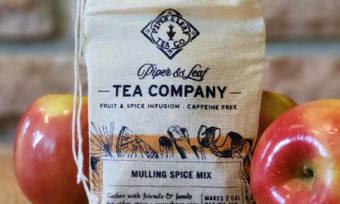 PIPER & LEAF
TEA CO
Piper & Leaf
TEA COMPANY
FRUIT & SPICE INFUSION · CAFFEINE FREE
MULLING SPICE MIX
Gather with friends & family
MAKES 2 GAL